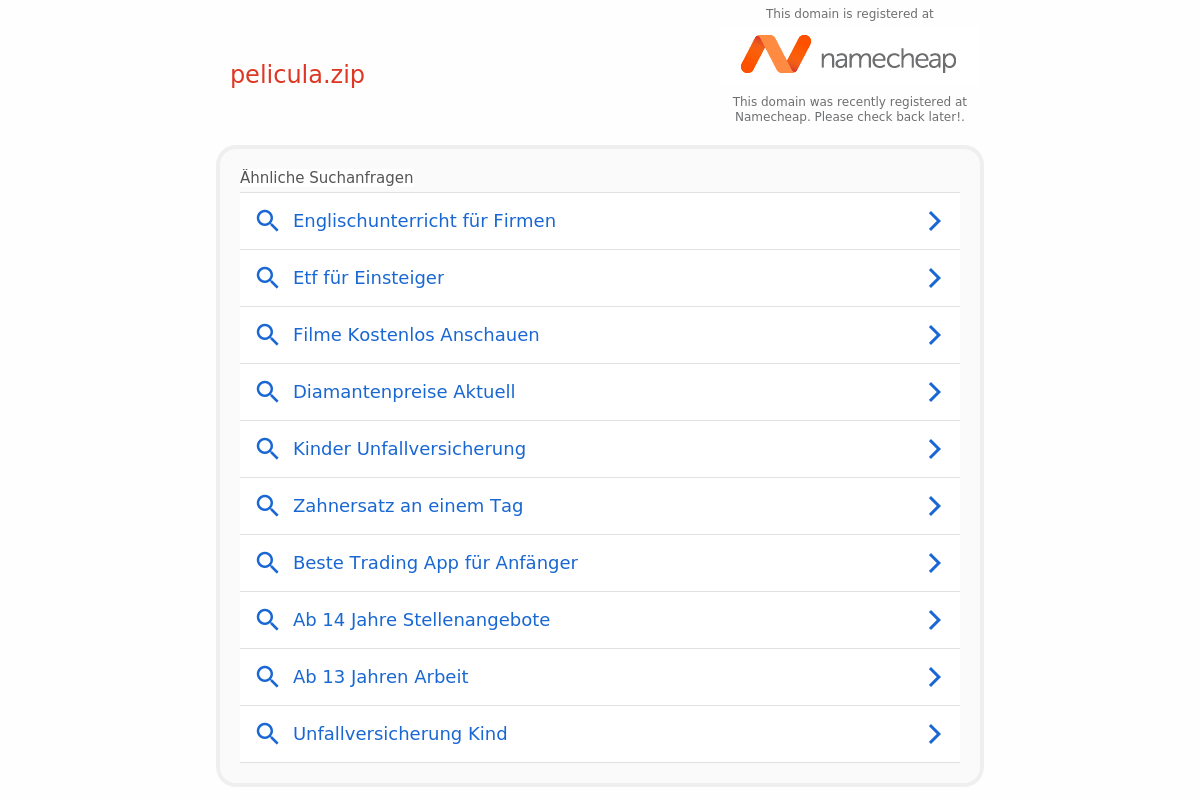 This domain is registered at
namecheap
pelicula.zip
This domain was recently registered at
Namecheap. Please check back later!.
Ähnliche Suchanfragen
Englischunterricht für Firmen
Etf für Einsteiger
Filme Kostenlos Anschauen
Diamantenpreise Aktuell
Kinder Unfallversicherung
Zahnersatz an einem Tag
Beste Trading App für Anfänger
Ab 14 Jahre Stellenangebote
Ab 13 Jahren Arbeit
Unfallversicherung Kind